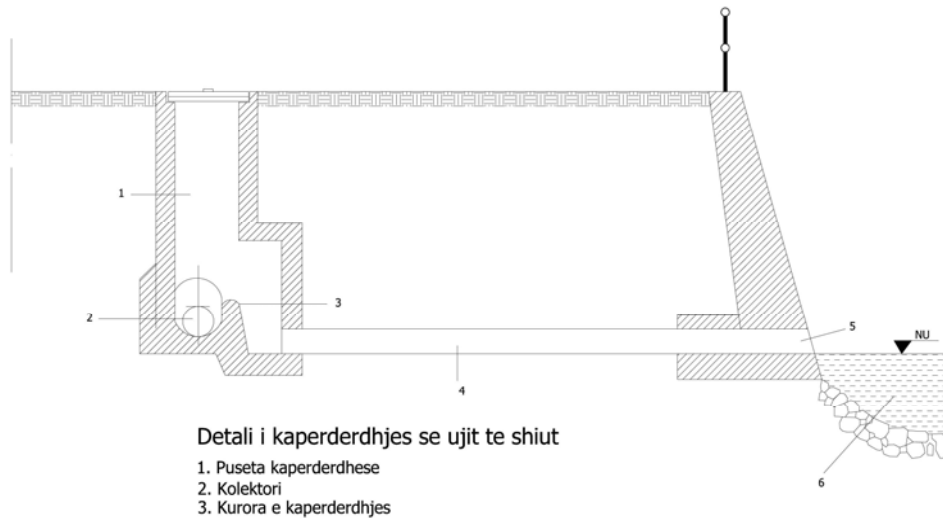 1
2
3
4
5
NU
6
Detali i kaperderdhjes se ujit te shiut
1. Puseta kaperderdhese
2. Kolektori
3. Kurora e kaperderdhjes